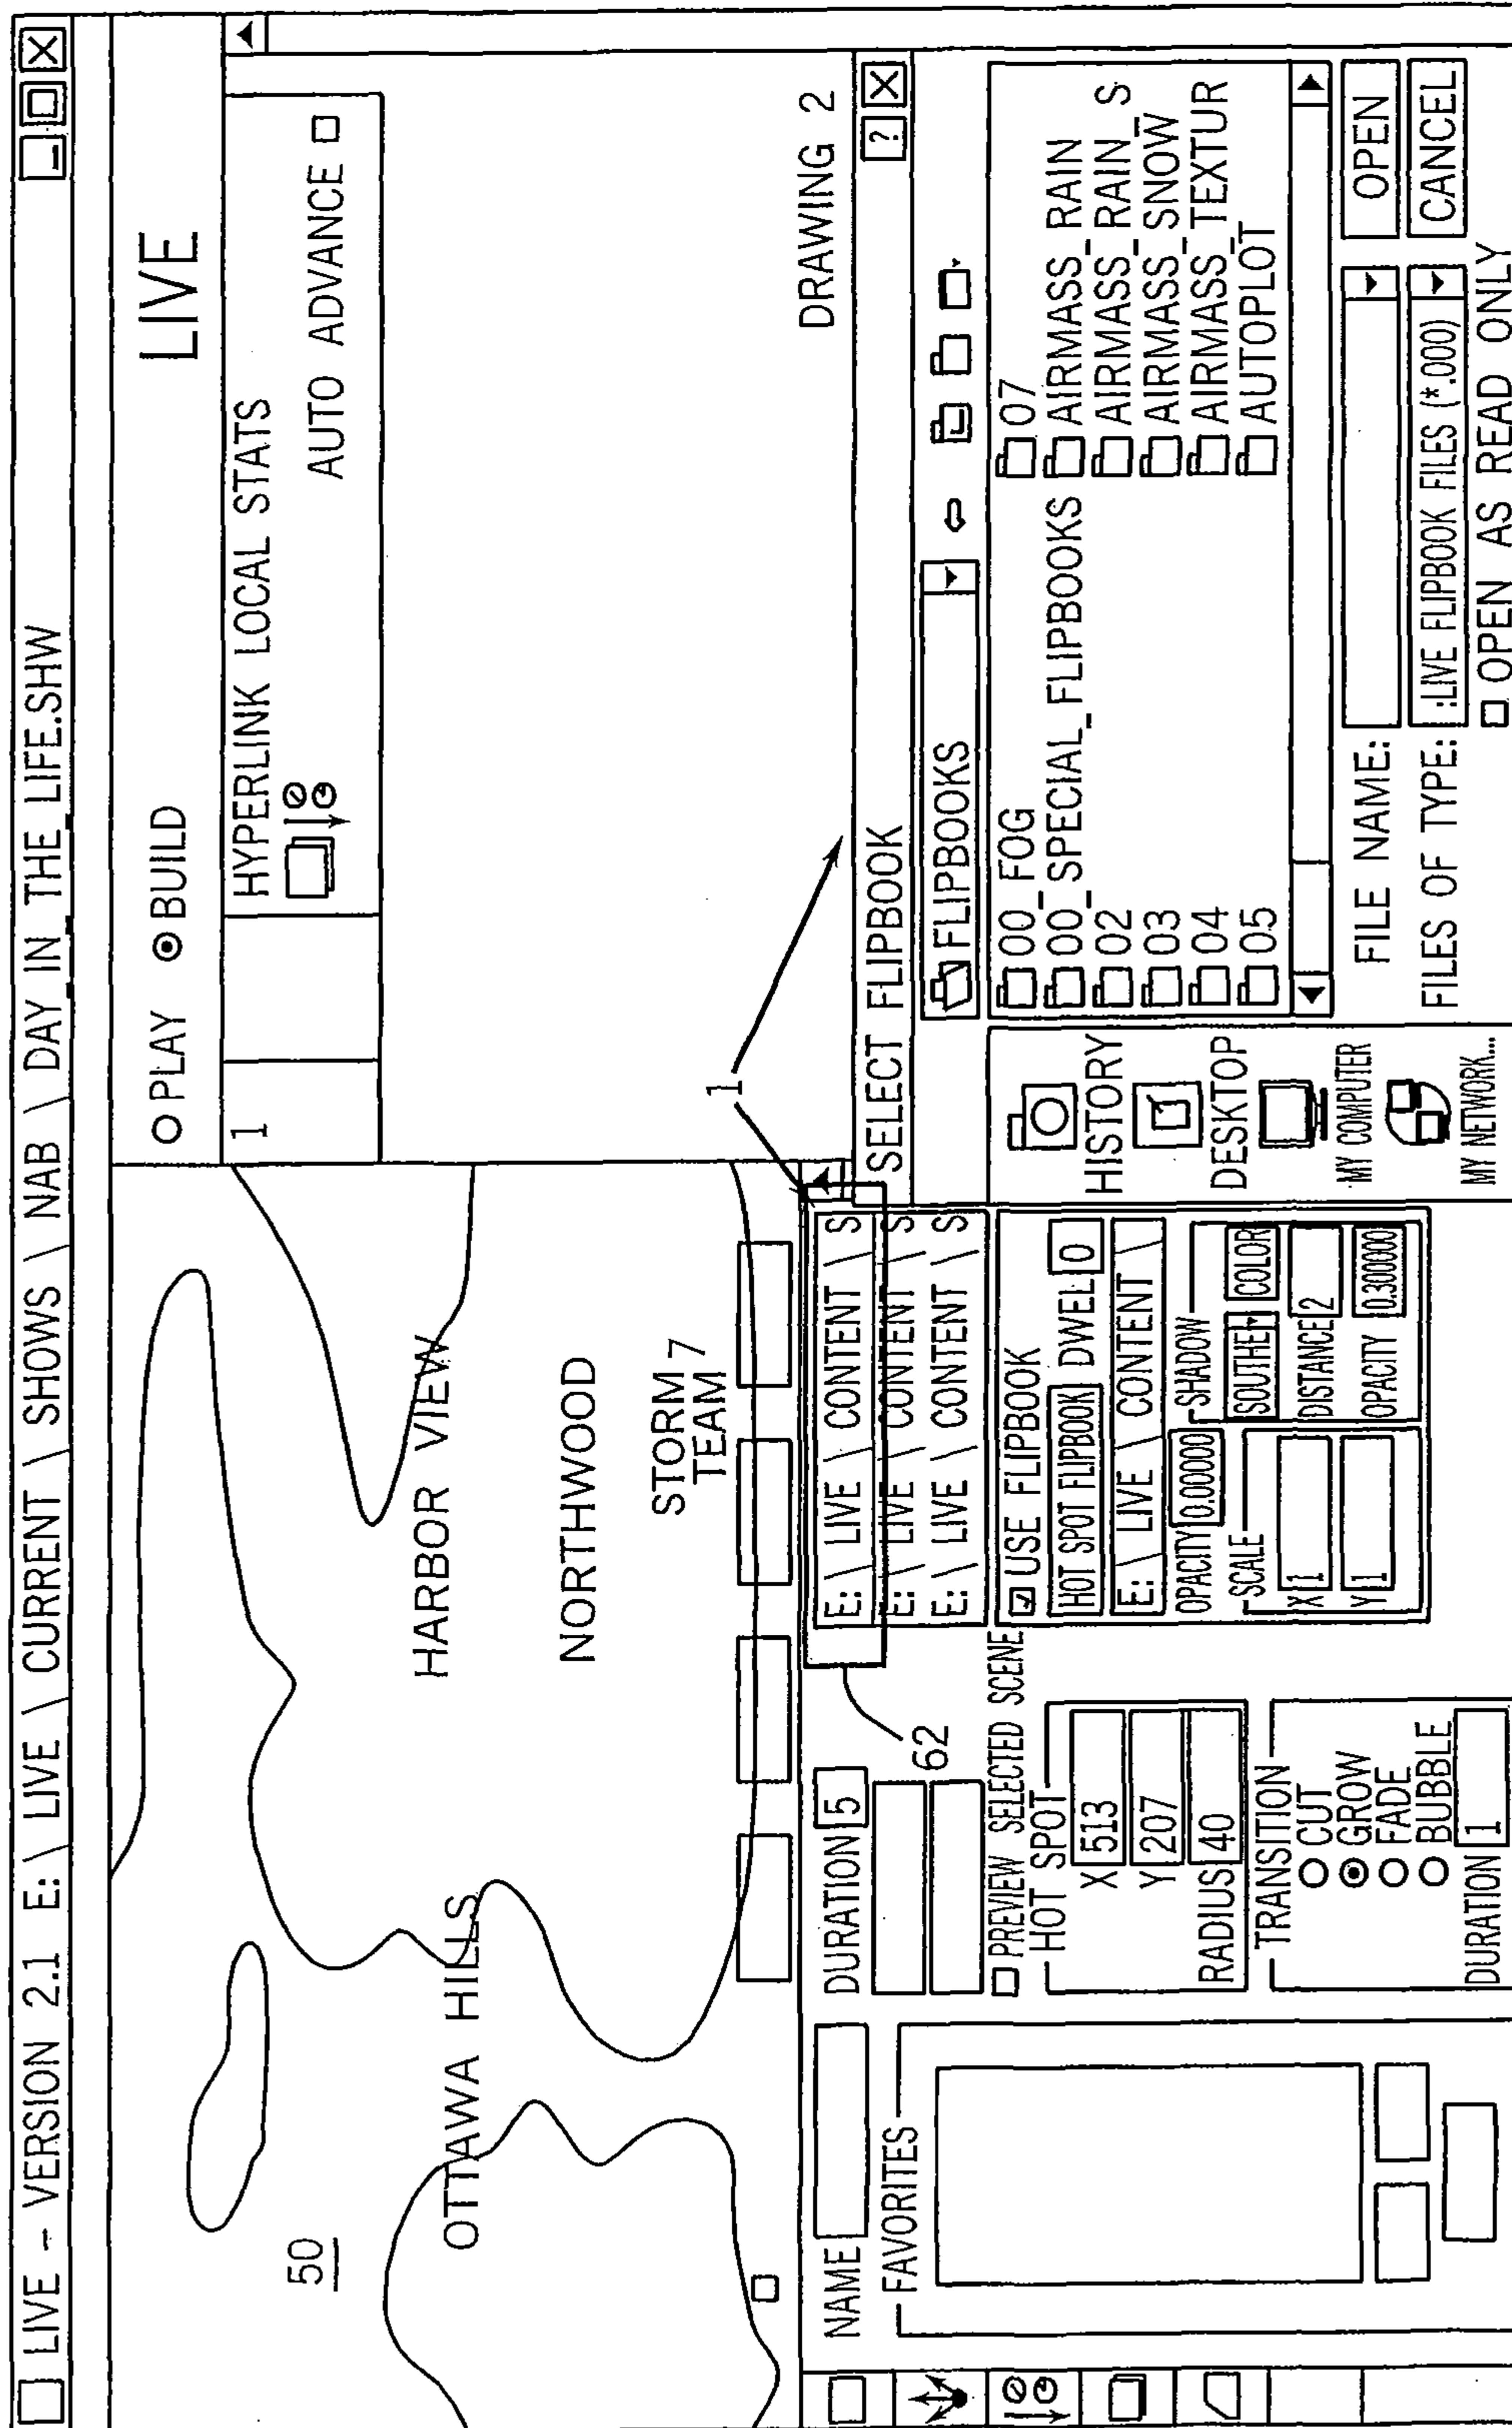 LIVE - VERSION 2.1 E: \ LIVE \ CURRENT \ SHOWS \ NAB \ DAY IN THE LIFE.SHW
50
OTTAWA HILLS
HARBOR VIEW
NORTHWOOD
STORM 7
TEAM
PLAY BUILD
LIVE
1
HYPERLINK LOCAL STATS
AUTO ADVANCE
DRAWING 2
1
62
NAME
FAVORITES
DURATION 5
PREVIEW SELECTED SCENE
HOT SPOT
X 513
Y 207
RADIUS 40
TRANSITION
CUT
GROW
FADE
BUBBLE
DURATION 1
E: \ LIVE \ CONTENT \ S
E: \ LIVE \ CONTENT \ S
E: \ LIVE \ CONTENT \ S
USE FLIPBOOK
HOT SPOT FLIPBOOK DWEL 0
E: \ LIVE \ CONTENT \
OPACITY 0.00000
SCALE
X 1
Y 1
SHADOW
SOUTHE COLOR
DISTANCE 2
OPACITY 0.300000
SELECT FLIPBOOK ? X
FLIPBOOKS
HISTORY
DESKTOP
MY COMPUTER
MY NETWORK...
00_FOG
00_SPECIAL_FLIPBOOKS
02
03
04
05
07
AIRMASS_RAIN
AIRMASS_RAIN_S
AIRMASS_SNOW
AIRMASS_TEXTUR
AUTOPLOT
FILE NAME: OPEN
FILES OF TYPE: :LIVE FLIPBOOK FILES (*.000) CANCEL
OPEN AS READ ONLY